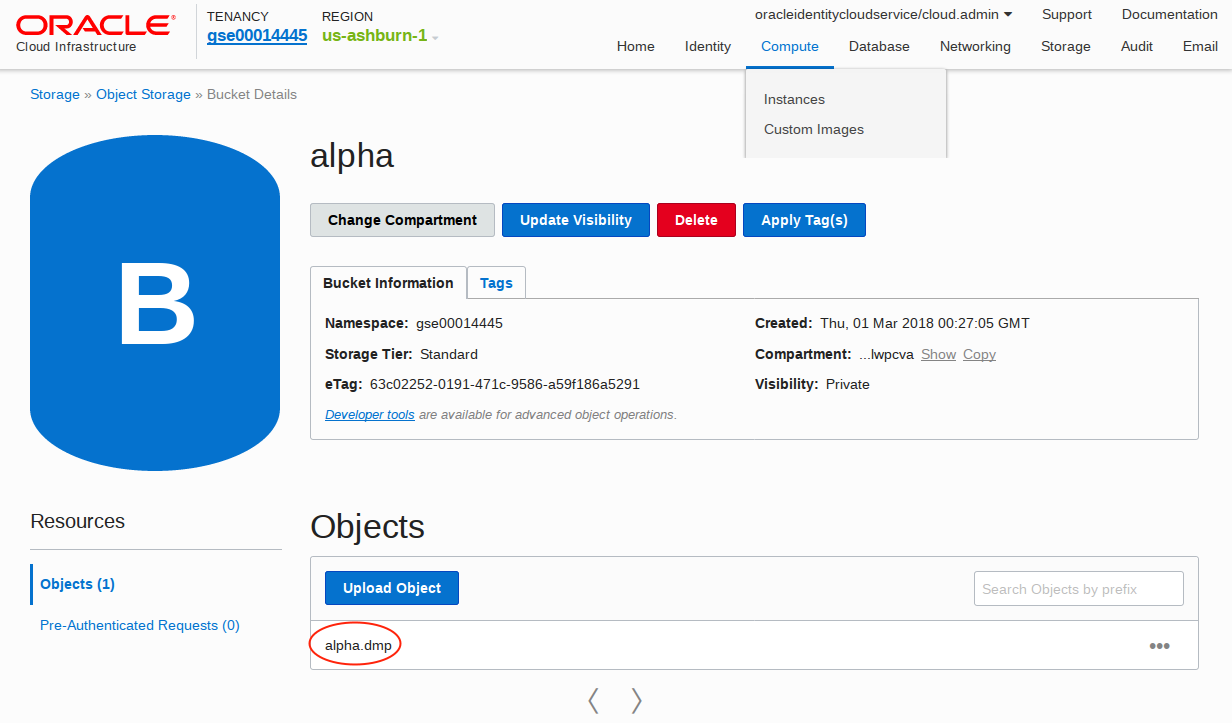 ORACLE®
Cloud Infrastructure
TENANCY
gse00014445
REGION
us-ashburn-1
oracleidentitycloudservice/cloud.admin
Support
Documentation
Home
Identity
Compute
Database
Networking
Storage
Audit
Email
Instances
Custom Images
Storage » Object Storage » Bucket Details
B
alpha
Change Compartment
Update Visibility
Delete
Apply Tag(s)
Bucket Information
Tags
Namespace: gse00014445
Created: Thu, 01 Mar 2018 00:27:05 GMT
Storage Tier: Standard
Compartment: ...lwpcva Show Copy
eTag: 63c02252-0191-471c-9586-a59f186a5291
Visibility: Private
Developer tools are available for advanced object operations.
Resources
Objects (1)
Pre-Authenticated Requests (0)
Objects
Upload Object
Search Objects by prefix
alpha.dmp